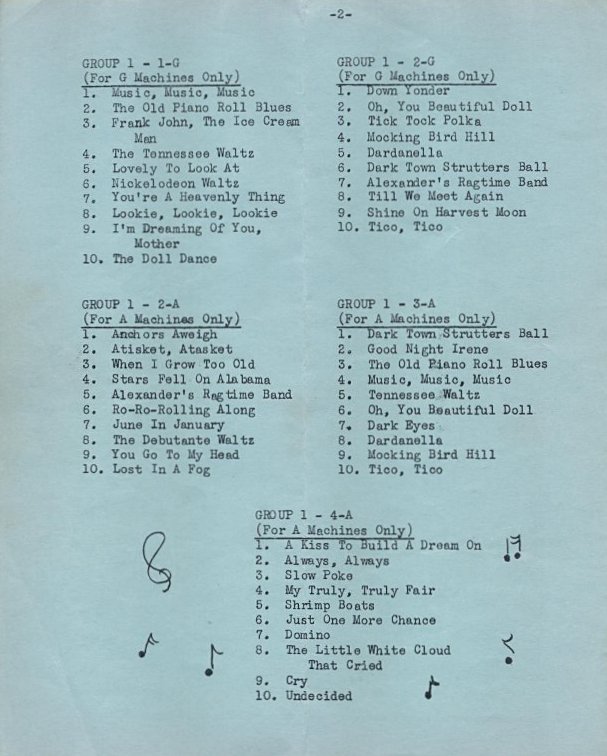 -2-
GROUP 1 - 1-G
(For G Machines Only)
1. Music, Music, Music
2. The Old Piano Roll Blues
3. Frank John, The Ice Cream
Man
4. The Tennessee Waltz
5. Lovely To Look At
6. Nickelodeon Waltz
7. You're A Heavenly Thing
8. Lookie, Lookie, Lookie
9. I'm Dreaming Of You,
Mother
10. The Doll Dance
GROUP 1 - 2-G
(For G Machines Only)
1. Down Yonder
2. Oh, You Beautiful Doll
3. Tick Tock Polka
4. Mocking Bird Hill
5. Dardanella
6. Dark Town Strutters Ball
7. Alexander's Ragtime Band
8. Till We Meet Again
9. Shine On Harvest Moon
10. Tico, Tico
GROUP 1 - 2-A
(For A Machines Only)
1. Anchors Aweigh
2. Atisket, Atasket
3. When I Grow Too Old
4. Stars Fell On Alabama
5. Alexander's Ragtime Band
6. Ro-Ro-Rolling Along
7. June In January
8. The Debutante Waltz
9. You Go To My Head
10. Lost In A Fog
GROUP 1 - 3-A
(For A Machines Only)
1. Dark Town Strutters Ball
2. Good Night Irene
3. The Old Piano Roll Blues
4. Music, Music, Music
5. Tennessee Waltz
6. Oh, You Beautiful Doll
7. Dark Eyes
8. Dardanella
9. Mocking Bird Hill
10. Tico, Tico
GROUP 1 - 4-A
(For A Machines Only)
1. A Kiss To Build A Dream On
2. Always, Always
3. Slow Poke
4. My Truly, Truly Fair
5. Shrimp Boats
6. Just One More Chance
7. Domino
8. The Little White Cloud
That Cried
9. Cry
10. Undecided